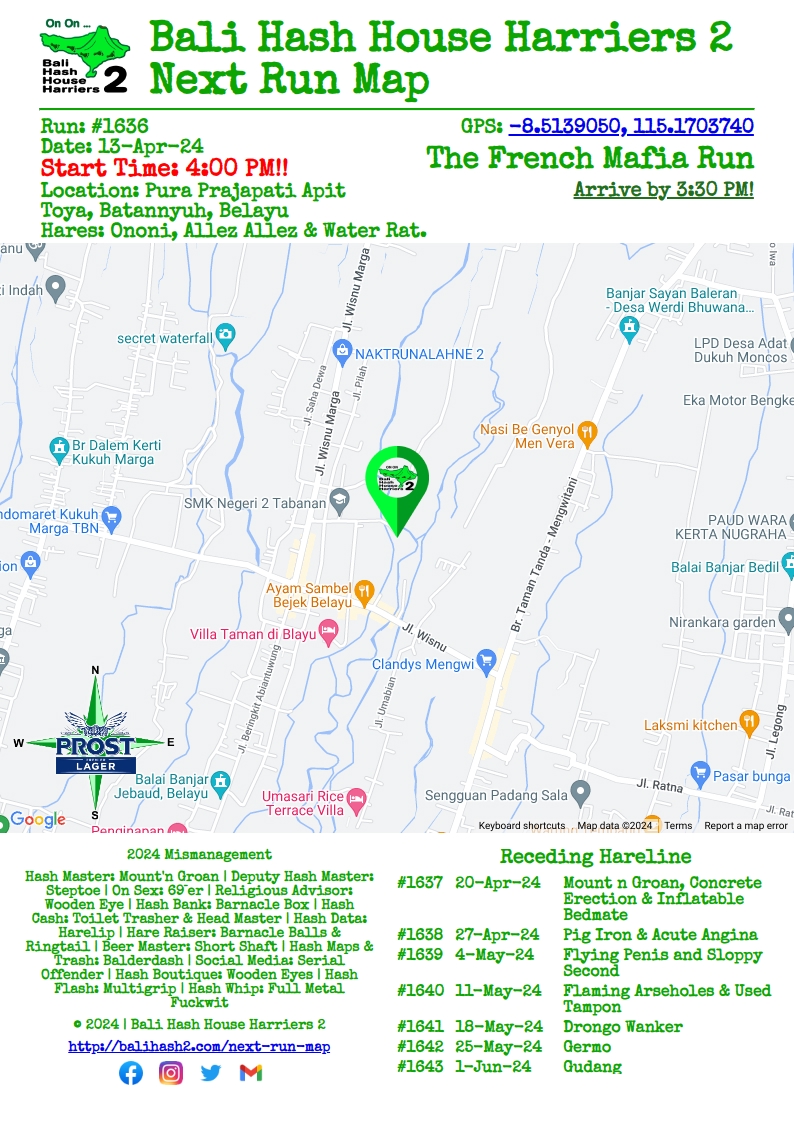 On On ...
Bali
Hash
House
Harriers 2
Bali Hash House Harriers 2
Next Run Map
Run: #1636
Date: 13-Apr-24
Start Time: 4:00 PM!!
Location: Pura Prajapati Apit
Toya, Batannyuh, Belayu
Hares: Ononi, Allez Allez & Water Rat.
GPS: -8.5139050, 115.1703740
The French Mafia Run
Arrive by 3:30 PM!
anu
ti Indah
secret waterfall
Jl. Wisnu Marga
NAKTRUNALAHNE 2
Jl. Saha Dewa
Jl. Pilah
Jl. Wisnu Marga
Banjar Sayan Baleran
- Desa Werdi Bhuwana...
o Iwa
LPD Desa Adat
Dukuh Moncos
Eka Motor Bengke
Nasi Be Genyol
Men Vera
Br Dalem Kerti
Kukuh Marga
On On
Bali
Hash
House
Harriers 2
SMK Negeri 2 Tabanan
ndomaret Kukuh
Marga TBN
Br. Taman Tanda - Mengwitani
PAUD WARA
KERTA NUGRAHA
ion
Balai Banjar Bedil
Ayam Sambel
Bejek Belayu
Nirankara garden
Villa Taman di Blayu
Jl. Wisnu
ga
Clandys Mengwi
Jl. Beringkit Abiantuwung
Jl. Umabian
N
W
E
S
PROST
LAGER
Laksmi kitchen
Jl. Legong
Balai Banjar
Jebaud, Belayu
Umasari Rice
Terrace Villa
Sengguan Padang Sala
Jl. Ratna
Pasar bunga
Jl. Rat
Google
Penginapan
Keyboard shortcuts
Map data ©2024
Terms
Report a map error
2024 Mismanagement
Hash Master: Mount'n Groan | Deputy Hash Master:
Steptoe | On Sex: 69~er | Religious Advisor:
Wooden Eye | Hash Bank: Barnacle Box | Hash
Cash: Toilet Trasher & Head Master | Hash Data:
Harelip | Hare Raiser: Barnacle Balls &
Ringtail | Beer Master: Short Shaft | Hash Maps &
Trash: Balderdash | Social Media: Serial
Offender | Hash Boutique: Wooden Eyes | Hash
Flash: Multigrip | Hash Whip: Full Metal
Fuckwit
© 2024 | Bali Hash House Harriers 2
http://balihash2.com/next-run-map
Receding Hareline
#1637 20-Apr-24 Mount n Groan, Concrete
Erection & Inflatable
Bedmate
#1638 27-Apr-24 Pig Iron & Acute Angina
#1639 4-May-24 Flying Penis and Sloppy
Second
#1640 11-May-24 Flaming Arseholes & Used
Tampon
#1641 18-May-24 Drongo Wanker
#1642 25-May-24 Germo
#1643 1-Jun-24 Gudang